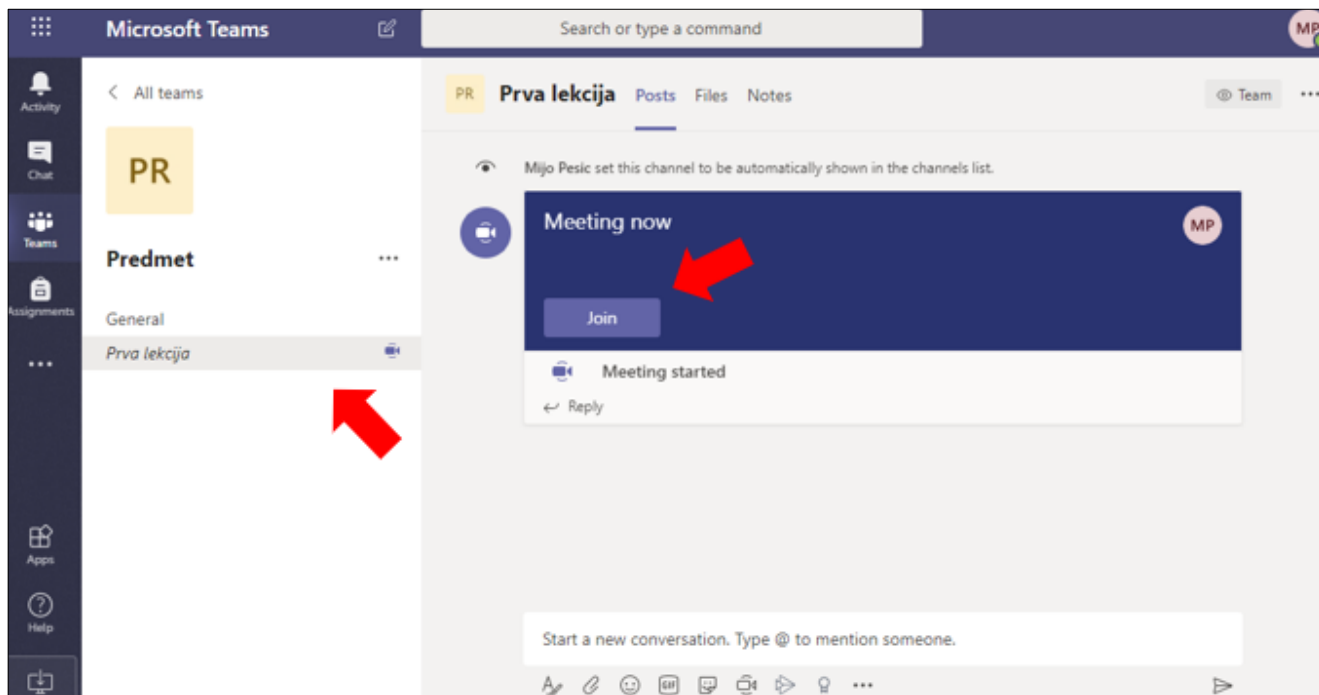 Microsoft Teams
Search or type a command
MP
Activity
Chat
Teams
Assignments
Apps
Help
All teams
PR
Predmet
General
Prva lekcija
PR
Prva lekcija
Posts
Files
Notes
Team
Mijo Pesic set this channel to be automatically shown in the channels list.
Meeting now
MP
Join
Meeting started
Reply
Start a new conversation. Type @ to mention someone.
GIF